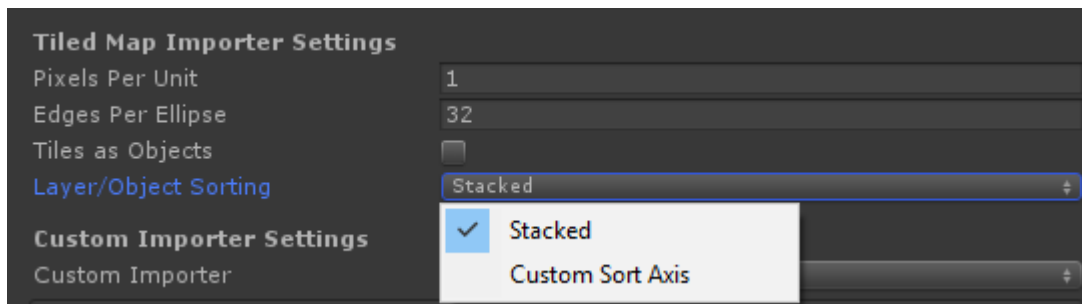 Tiled Map Importer Settings
Pixels Per Unit 1
Edges Per Ellipse 32
Tiles as Objects
Layer/Object Sorting Stacked
Stacked
Custom Importer Settings
Custom Sort Axis
Custom Importer